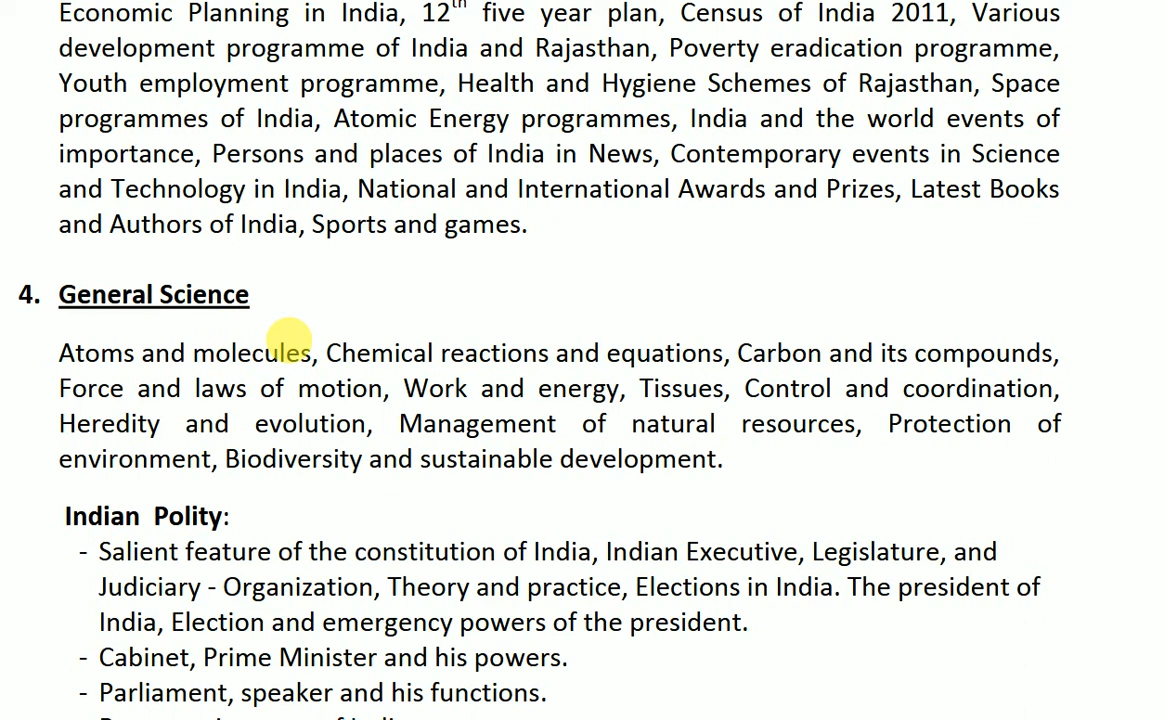 Economic Planning in India, 12th five year plan, Census of India 2011, Various
development programme of India and Rajasthan, Poverty eradication programme,
Youth employment programme, Health and Hygiene Schemes of Rajasthan, Space
programmes of India, Atomic Energy programmes, India and the world events of
importance, Persons and places of India in News, Contemporary events in Science
and Technology in India, National and International Awards and Prizes, Latest Books
and Authors of India, Sports and games.
4. General Science
Atoms and molecules, Chemical reactions and equations, Carbon and its compounds,
Force and laws of motion, Work and energy, Tissues, Control and coordination,
Heredity and evolution, Management of natural resources, Protection of
environment, Biodiversity and sustainable development.
Indian Polity:
- Salient feature of the constitution of India, Indian Executive, Legislature, and
Judiciary - Organization, Theory and practice, Elections in India. The president of
India, Election and emergency powers of the president.
- Cabinet, Prime Minister and his powers.
- Parliament, speaker and his functions.